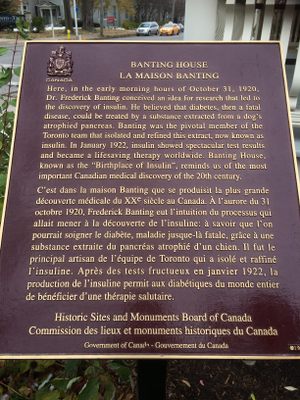 CANADA
BANTING HOUSE
LA MAISON BANTING
Here, in the early morning hours of October 31, 1920,
Dr. Frederick Banting conceived an idea for research that led to
the discovery of insulin. He believed that diabetes, then a fatal
disease, could be treated by a substance extracted from a dog's
atrophied pancreas. Banting was the pivotal member of the
Toronto team that isolated and refined this extract, now known as
insulin. In January 1922, insulin showed spectacular test results
and became a lifesaving therapy worldwide. Banting House,
known as the "Birthplace of Insulin", reminds us of the most
important Canadian medical discovery of the 20th century.
C'est dans la maison Banting que se produisit la plus grande
découverte médicale du XXe siècle au Canada. À l'aurore du 31
octobre 1920, Frederick Banting eut l'intuition du processus qui
allait mener à la découverte de l'insuline: à savoir que l'on
pourrait soigner le diabète, maladie jusque-là fatale, grâce à une
substance extraite du pancréas atrophié d'un chien. Il fut le
principal artisan de l'équipe de Toronto qui a isolé et raffiné
l'insuline. Après des tests fructueux en janvier 1922, la
production de l'insuline permit aux diabétiques du monde entier
de bénéficier d'une thérapie salutaire.
Historic Sites and Monuments Board of Canada
Commission des lieux et monuments historiques du Canada
Government of Canada - Gouvernement du Canada